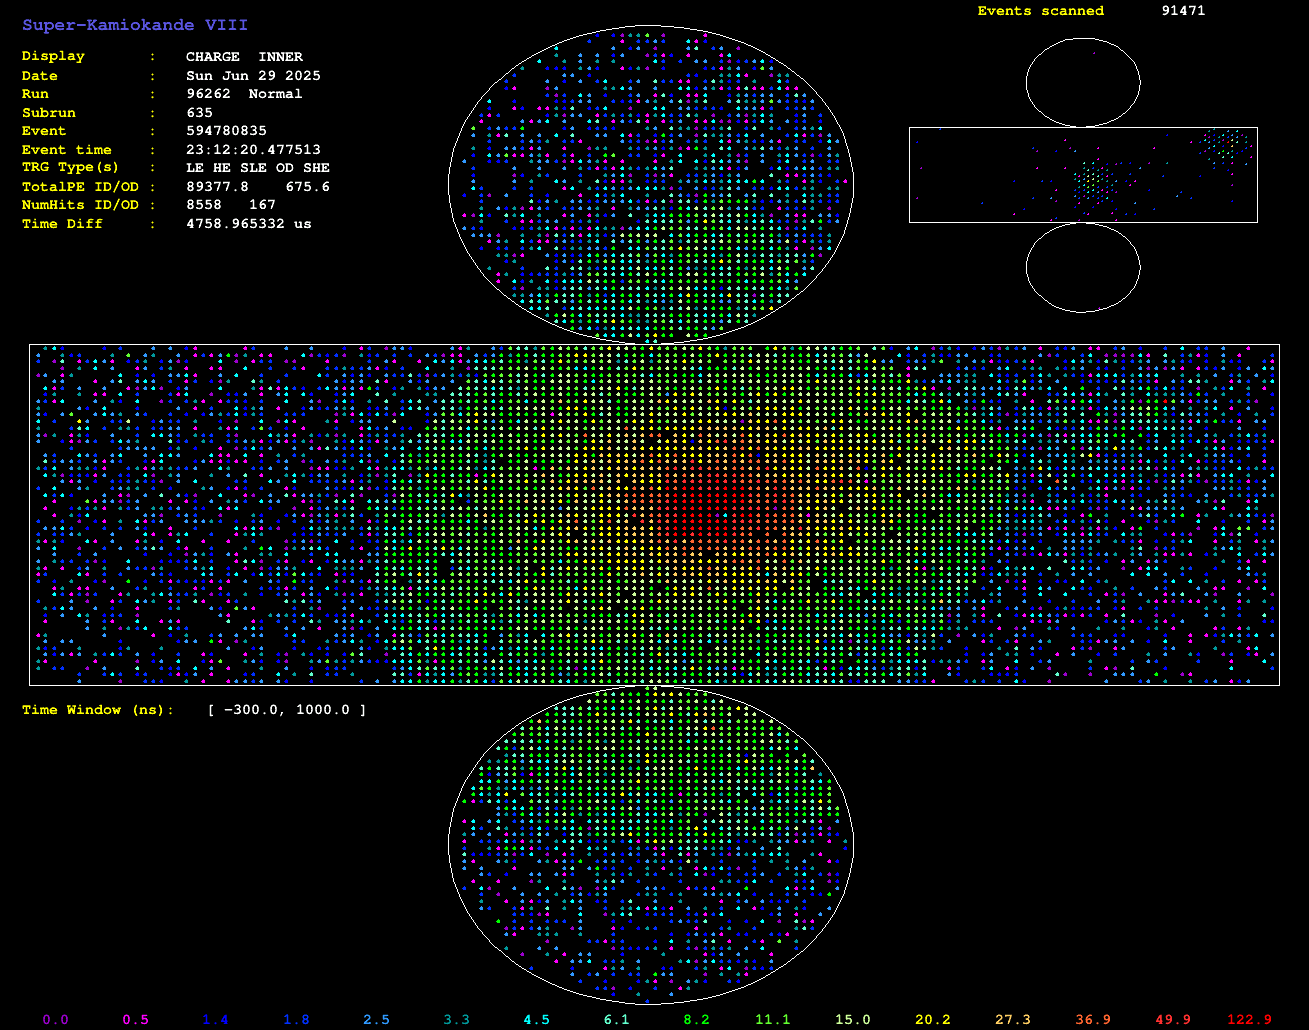 Super-Kamiokande VIII
Events scanned 91471
Display : CHARGE INNER
Date : Sun Jun 29 2025
Run : 96262 Normal
Subrun : 635
Event : 594780835
Event time : 23:12:20.477513
TRG Type(s) : LE HE SLE OD SHE
TotalPE ID/OD : 89377.8 675.6
NumHits ID/OD : 8558 167
Time Diff : 4758.965332 us
Time Window (ns): [ -300.0, 1000.0 ]
0.0 0.5 1.4 1.8 2.5 3.3 4.5 6.1 8.2 11.1 15.0 20.2 27.3 36.9 49.9 122.9